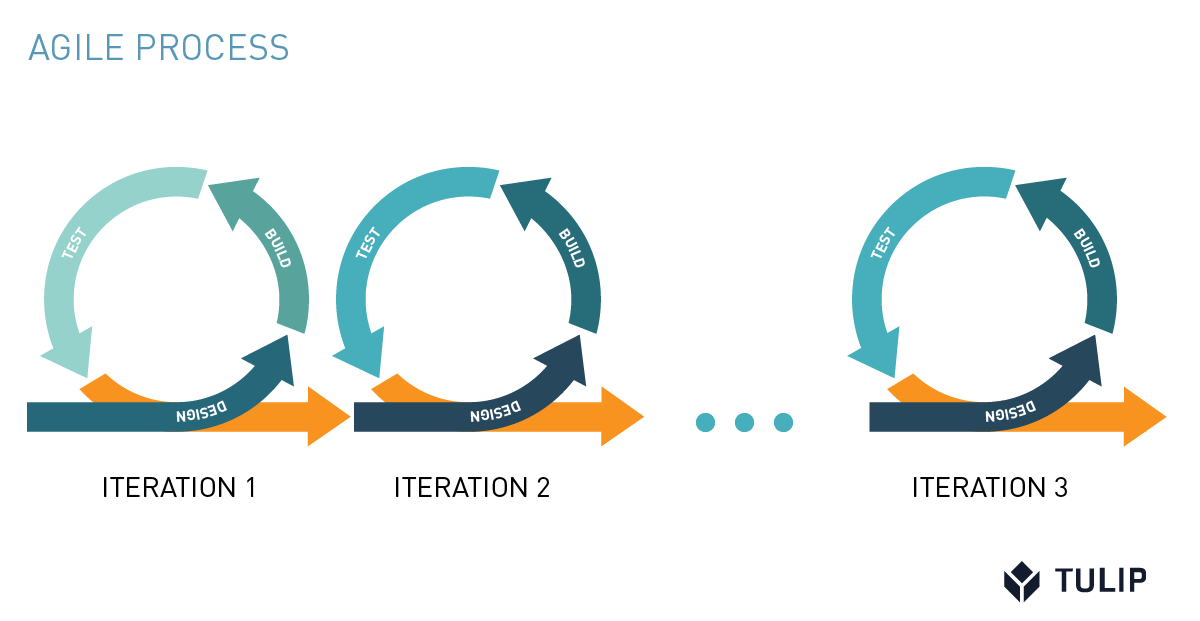 AGILE PROCESS
TEST
BUILD
DESIGN
TEST
BUILD
DESIGN
TEST
BUILD
DESIGN
ITERATION 1
ITERATION 2
ITERATION 3
TULIP